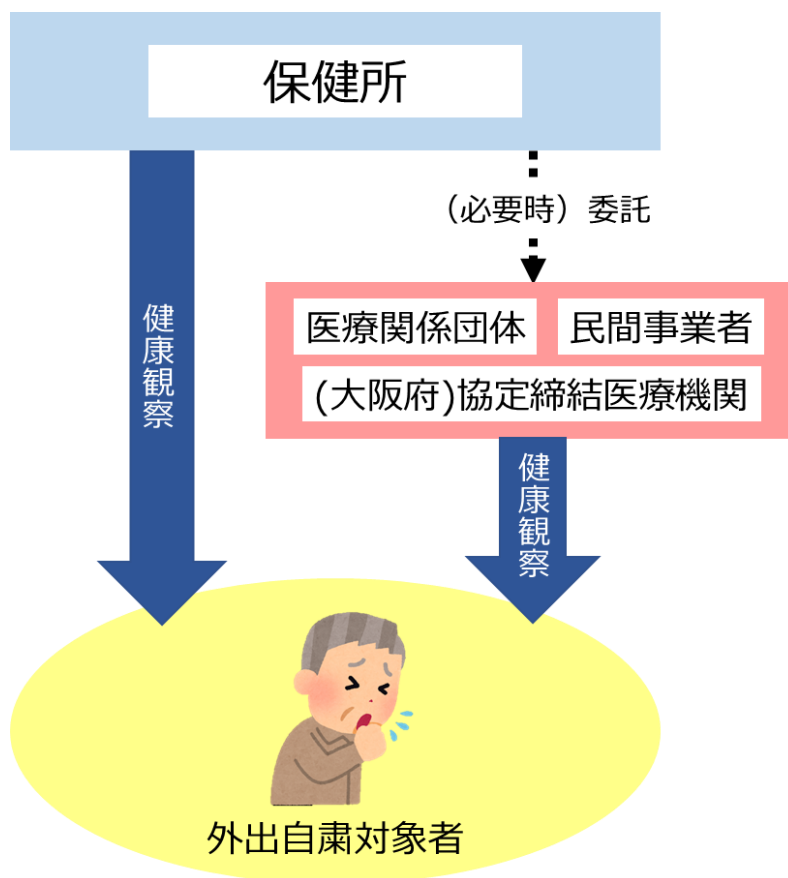 保健所
（必要時）委託
健康観察
医療関係団体
民間事業者
(大阪府)協定締結医療機関
健康観察
外出自粛対象者